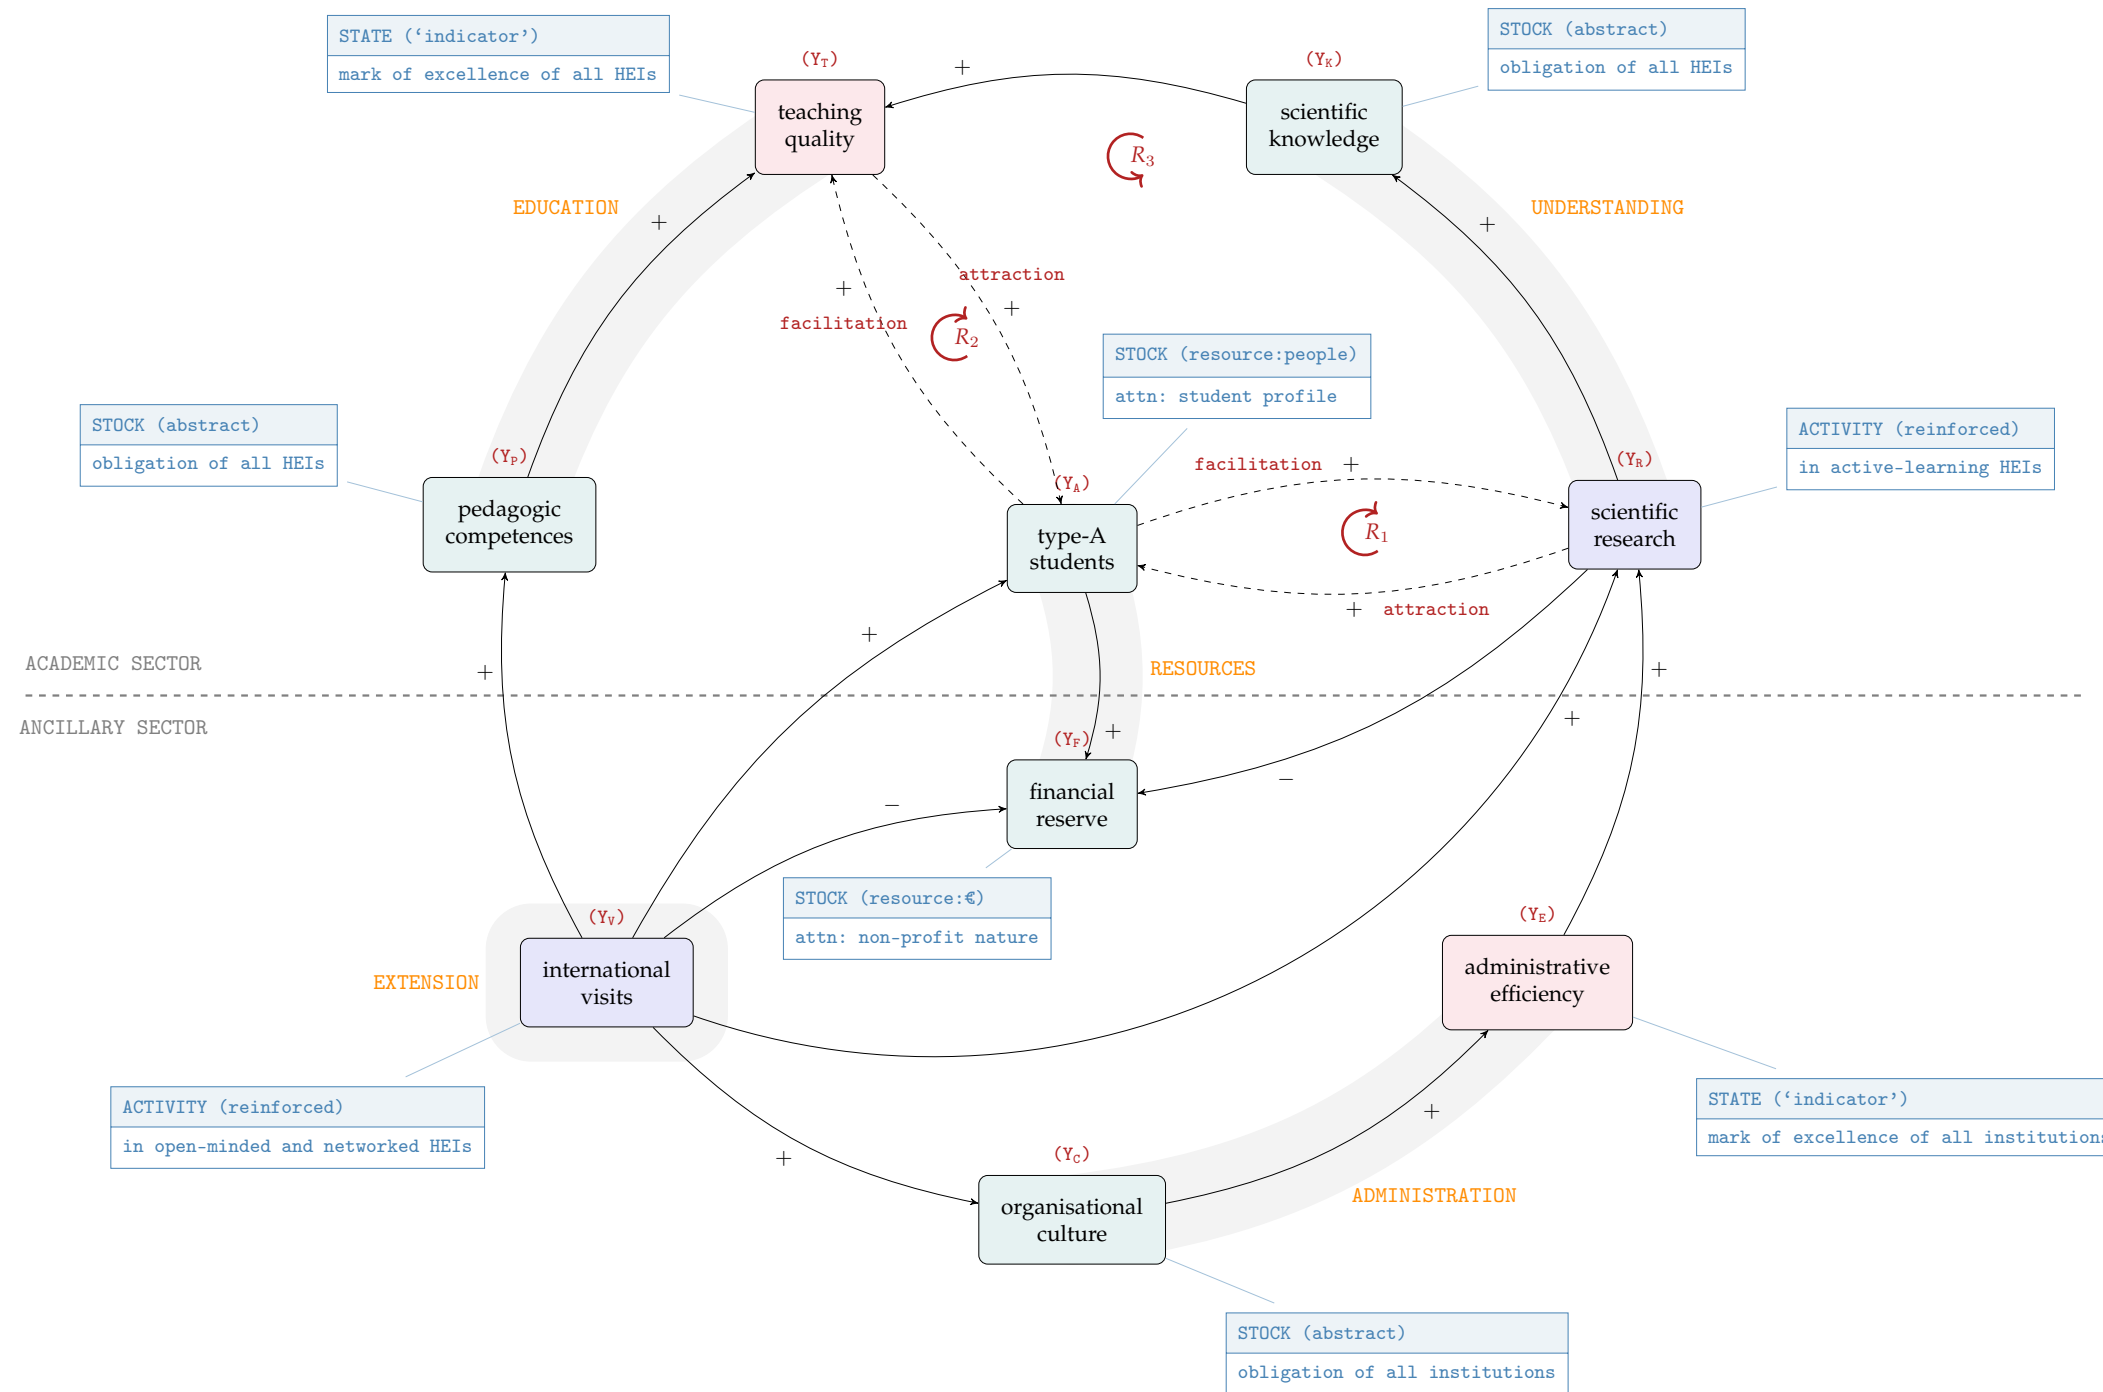 STATE (‘indicator’)
mark of excellence of all HEIs
(Y_T)
teaching
quality
+
(Y_K)
scientific
knowledge
STOCK (abstract)
obligation of all HEIs
R_3
EDUCATION
+
UNDERSTANDING
+
attraction
+
+
facilitation
R_2
STOCK (resource:people)
attn: student profile
STOCK (abstract)
obligation of all HEIs
(Y_P)
pedagogic
competences
(Y_A)
type-A
students
facilitation +
R_1
+ attraction
(Y_R)
scientific
research
ACTIVITY (reinforced)
in active-learning HEIs
+
+
+
ACADEMIC SECTOR
RESOURCES
ANCILLARY SECTOR
+
(Y_F)
+
financial
reserve
−
−
STOCK (resource:€)
attn: non-profit nature
(Y_V)
international
visits
EXTENSION
(Y_E)
administrative
efficiency
ACTIVITY (reinforced)
in open-minded and networked HEIs
STATE (‘indicator’)
mark of excellence of all institutions
+
+
(Y_C)
organisational
culture
ADMINISTRATION
STOCK (abstract)
obligation of all institutions